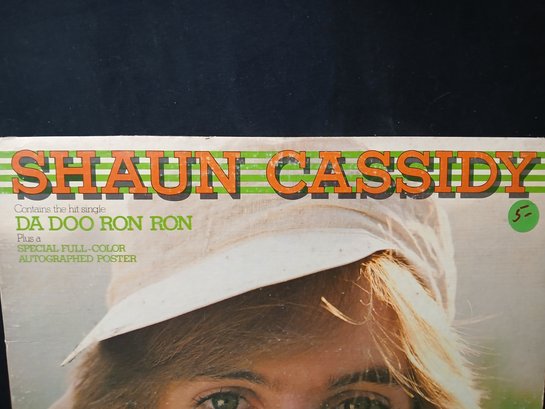 SHAUN CASSIDY
Contains the hit single
DA DOO RON RON
Plus a
SPECIAL FULL-COLOR
AUTOGRAPHED POSTER
5-